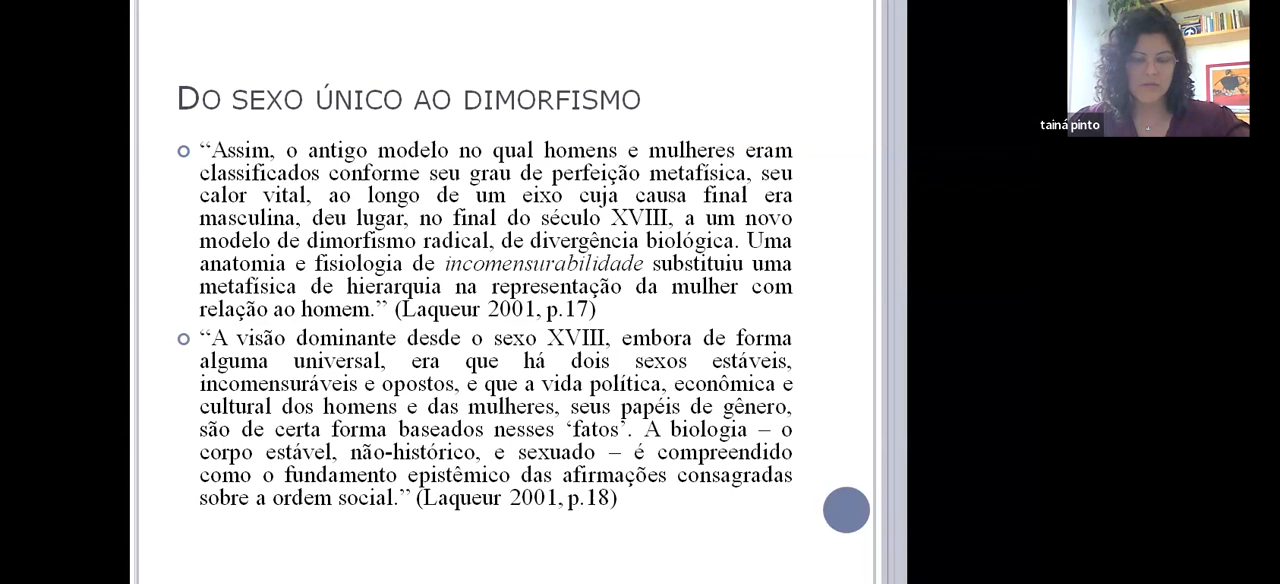 DO SEXO ÚNICO AO DIMORFISMO
“Assim, o antigo modelo no qual homens e mulheres eram
classificados conforme seu grau de perfeição metafísica, seu
calor vital, ao longo de um eixo cuja causa final era
masculina, deu lugar, no final do século XVIII, a um novo
modelo de dimorfismo radical, de divergência biológica. Uma
anatomia e fisiologia de incomensurabilidade substituiu uma
metafísica de hierarquia na representação da mulher com
relação ao homem.” (Laqueur 2001, p.17)
“A visão dominante desde o sexo XVIII, embora de forma
alguma universal, era que há dois sexos estáveis,
incomensuráveis e opostos, e que a vida política, econômica e
cultural dos homens e das mulheres, seus papéis de gênero,
são de certa forma baseados nesses ‘fatos’. A biologia – o
corpo estável, não-histórico, e sexuado – é compreendido
como o fundamento epistêmico das afirmações consagradas
sobre a ordem social.” (Laqueur 2001, p.18)
tainá pinto